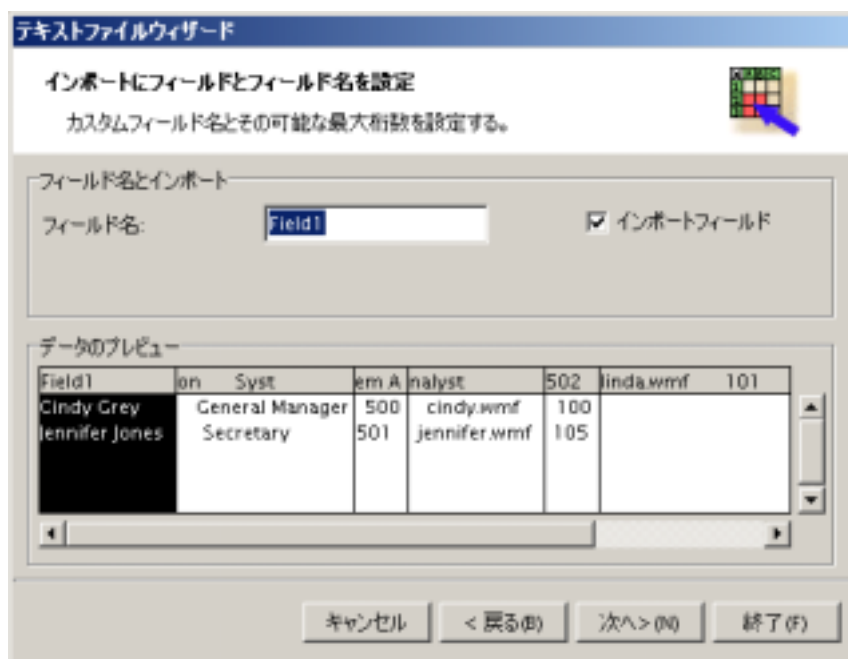 テキストファイルウィザード
インポートにフィールドとフィールド名を設定
カスタムフィールド名とその可能な最大桁数を設定する。
フィールド名とインポート
フィールド名: Field1 インポートフィールド
データのプレビュー
Field1 on Syst em A nalyst 502 linda.wmf 101
Cindy Grey General Manager 500 cindy.wmf 100
Jennifer Jones Secretary 501 jennifer.wmf 105
キャンセル < 戻る(B) 次へ> (N) 終了(F)